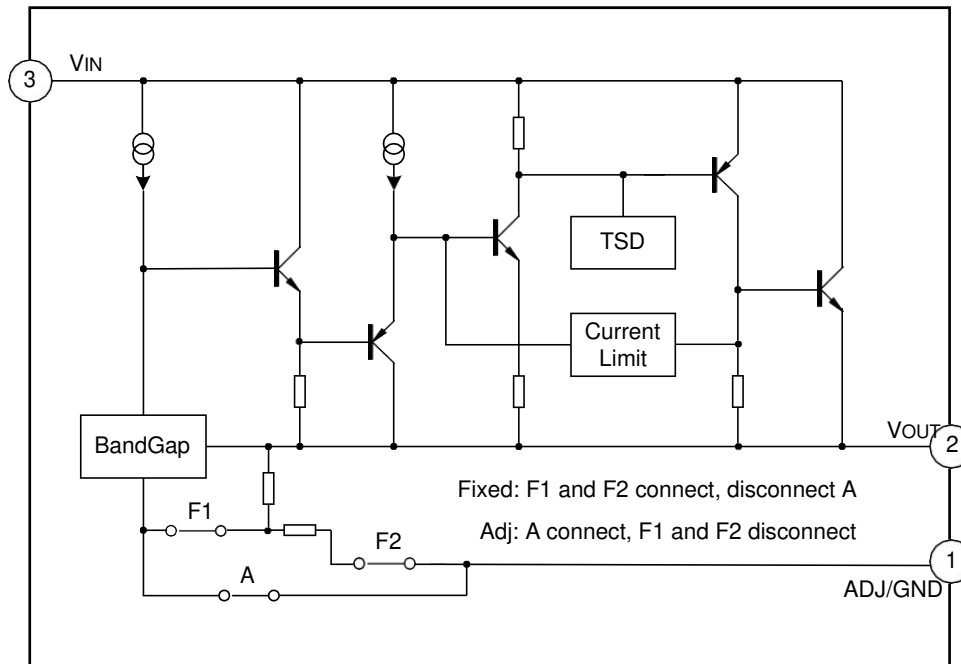 3
VIN
TSD
Current
Limit
BandGap
VOUT
2
Fixed: F1 and F2 connect, disconnect A
F1
Adj: A connect, F1 and F2 disconnect
F2
1
A
ADJ/GND